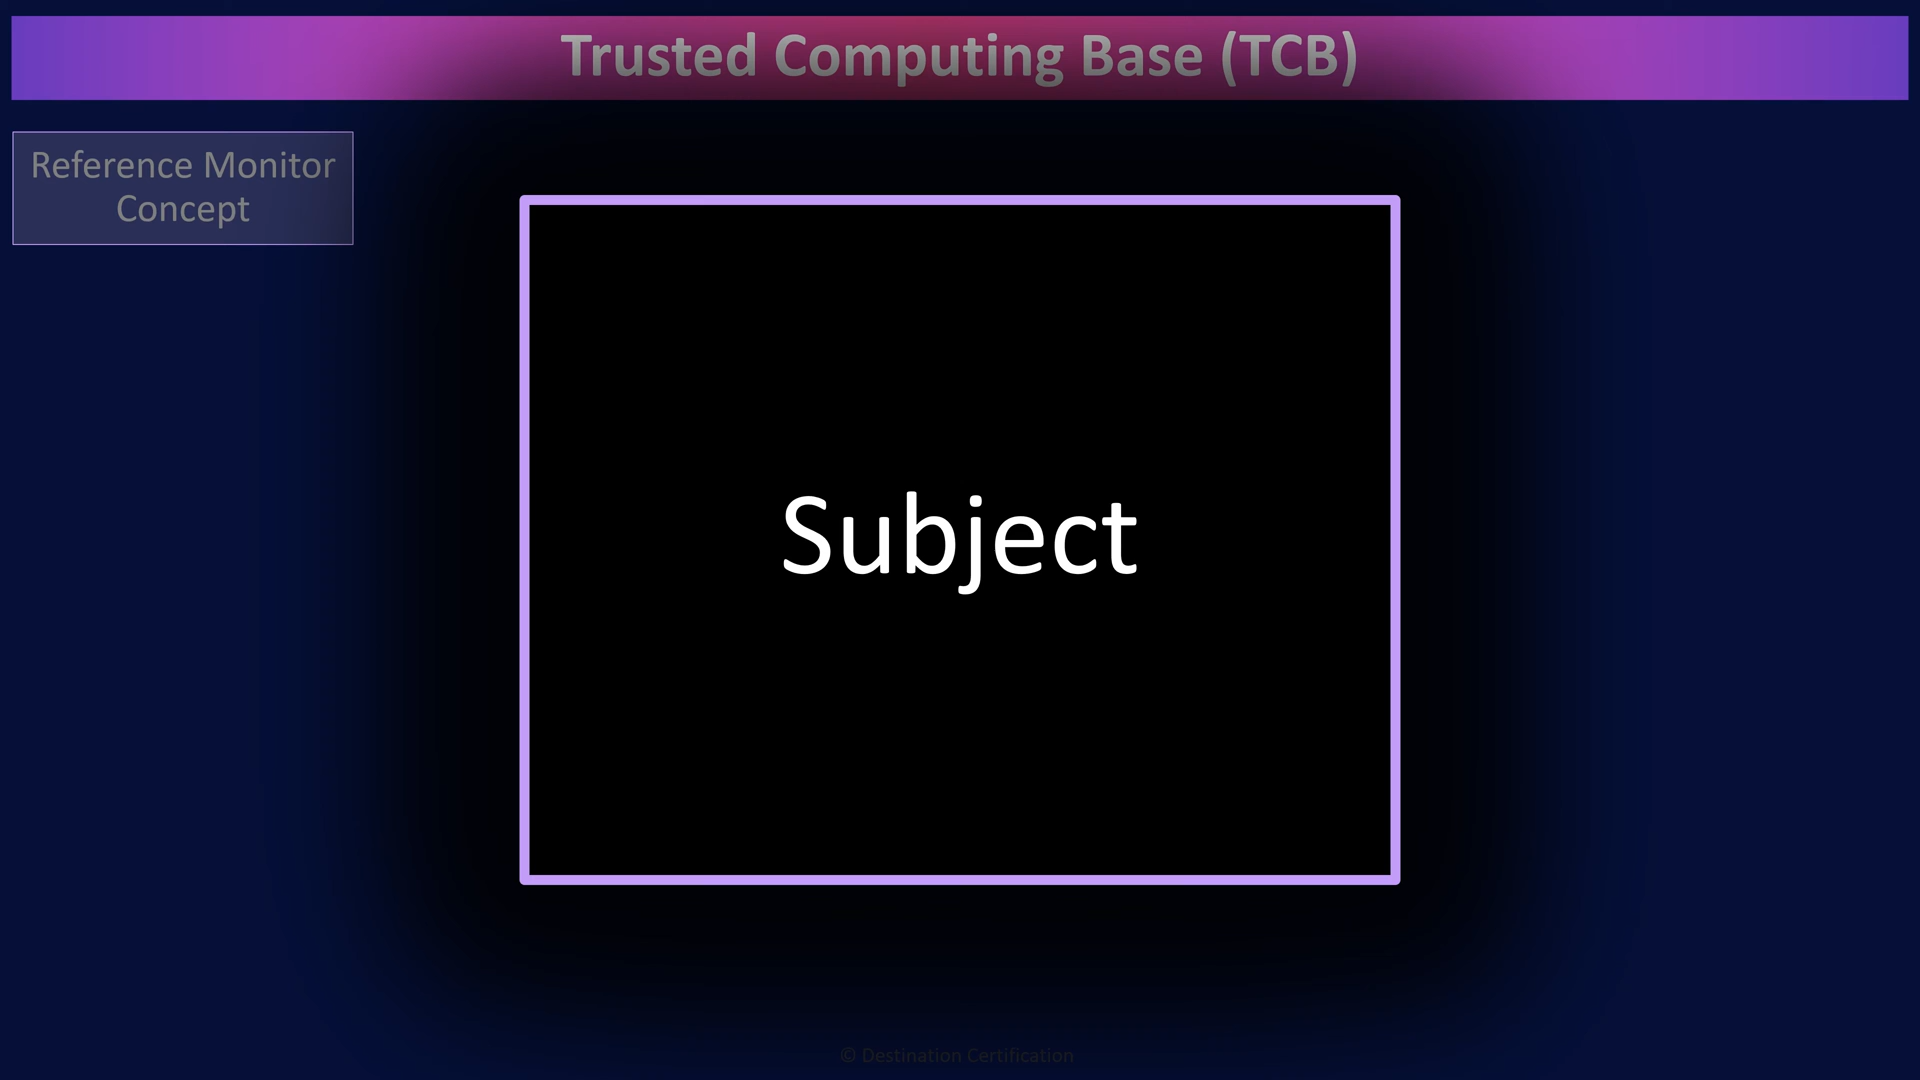 Trusted Computing Base (TCB)
Reference Monitor
Concept
Subject
© Destination Certification